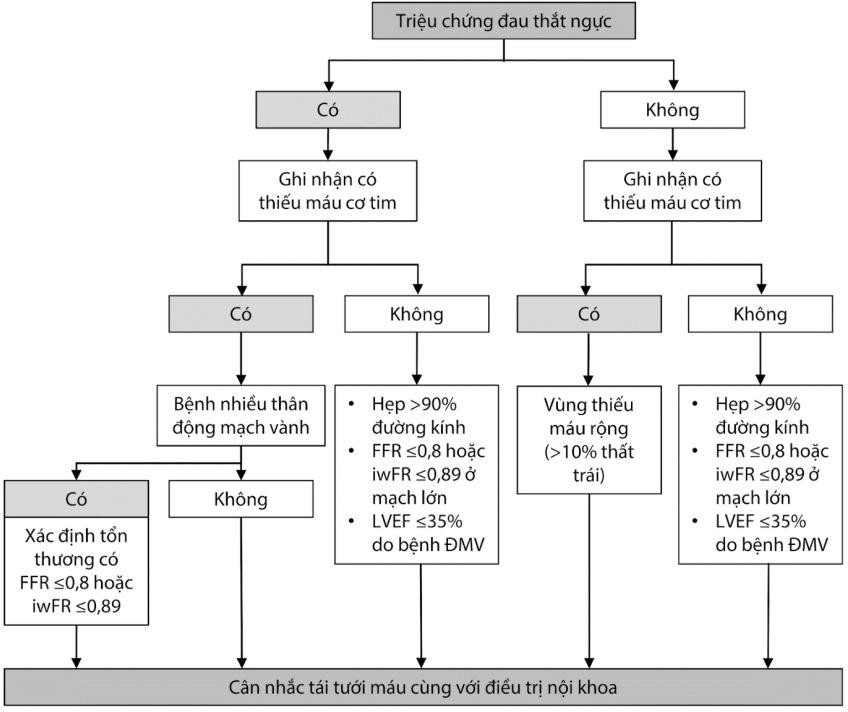 Triệu chứng đau thắt ngực
Có
Không
Ghi nhận có
thiếu máu cơ tim
Ghi nhận có
thiếu máu cơ tim
Có
Không
Có
Không
Bệnh nhiều thân
động mạch vành
• Hẹp >90%
đường kính
• FFR ≤0,8 hoặc
iwFR ≤0,89 ở
mạch lớn
• LVEF ≤35%
do bệnh ĐMV
Vùng thiếu
máu rộng
(>10% thất
trái)
• Hẹp >90%
đường kính
• FFR ≤0,8 hoặc
iwFR ≤0,89 ở
mạch lớn
• LVEF ≤35%
do bệnh ĐMV
Có
Không
Xác định tổn
thương có
FFR ≤0,8 hoặc
iwFR ≤0,89
Cân nhắc tái tưới máu cùng với điều trị nội khoa